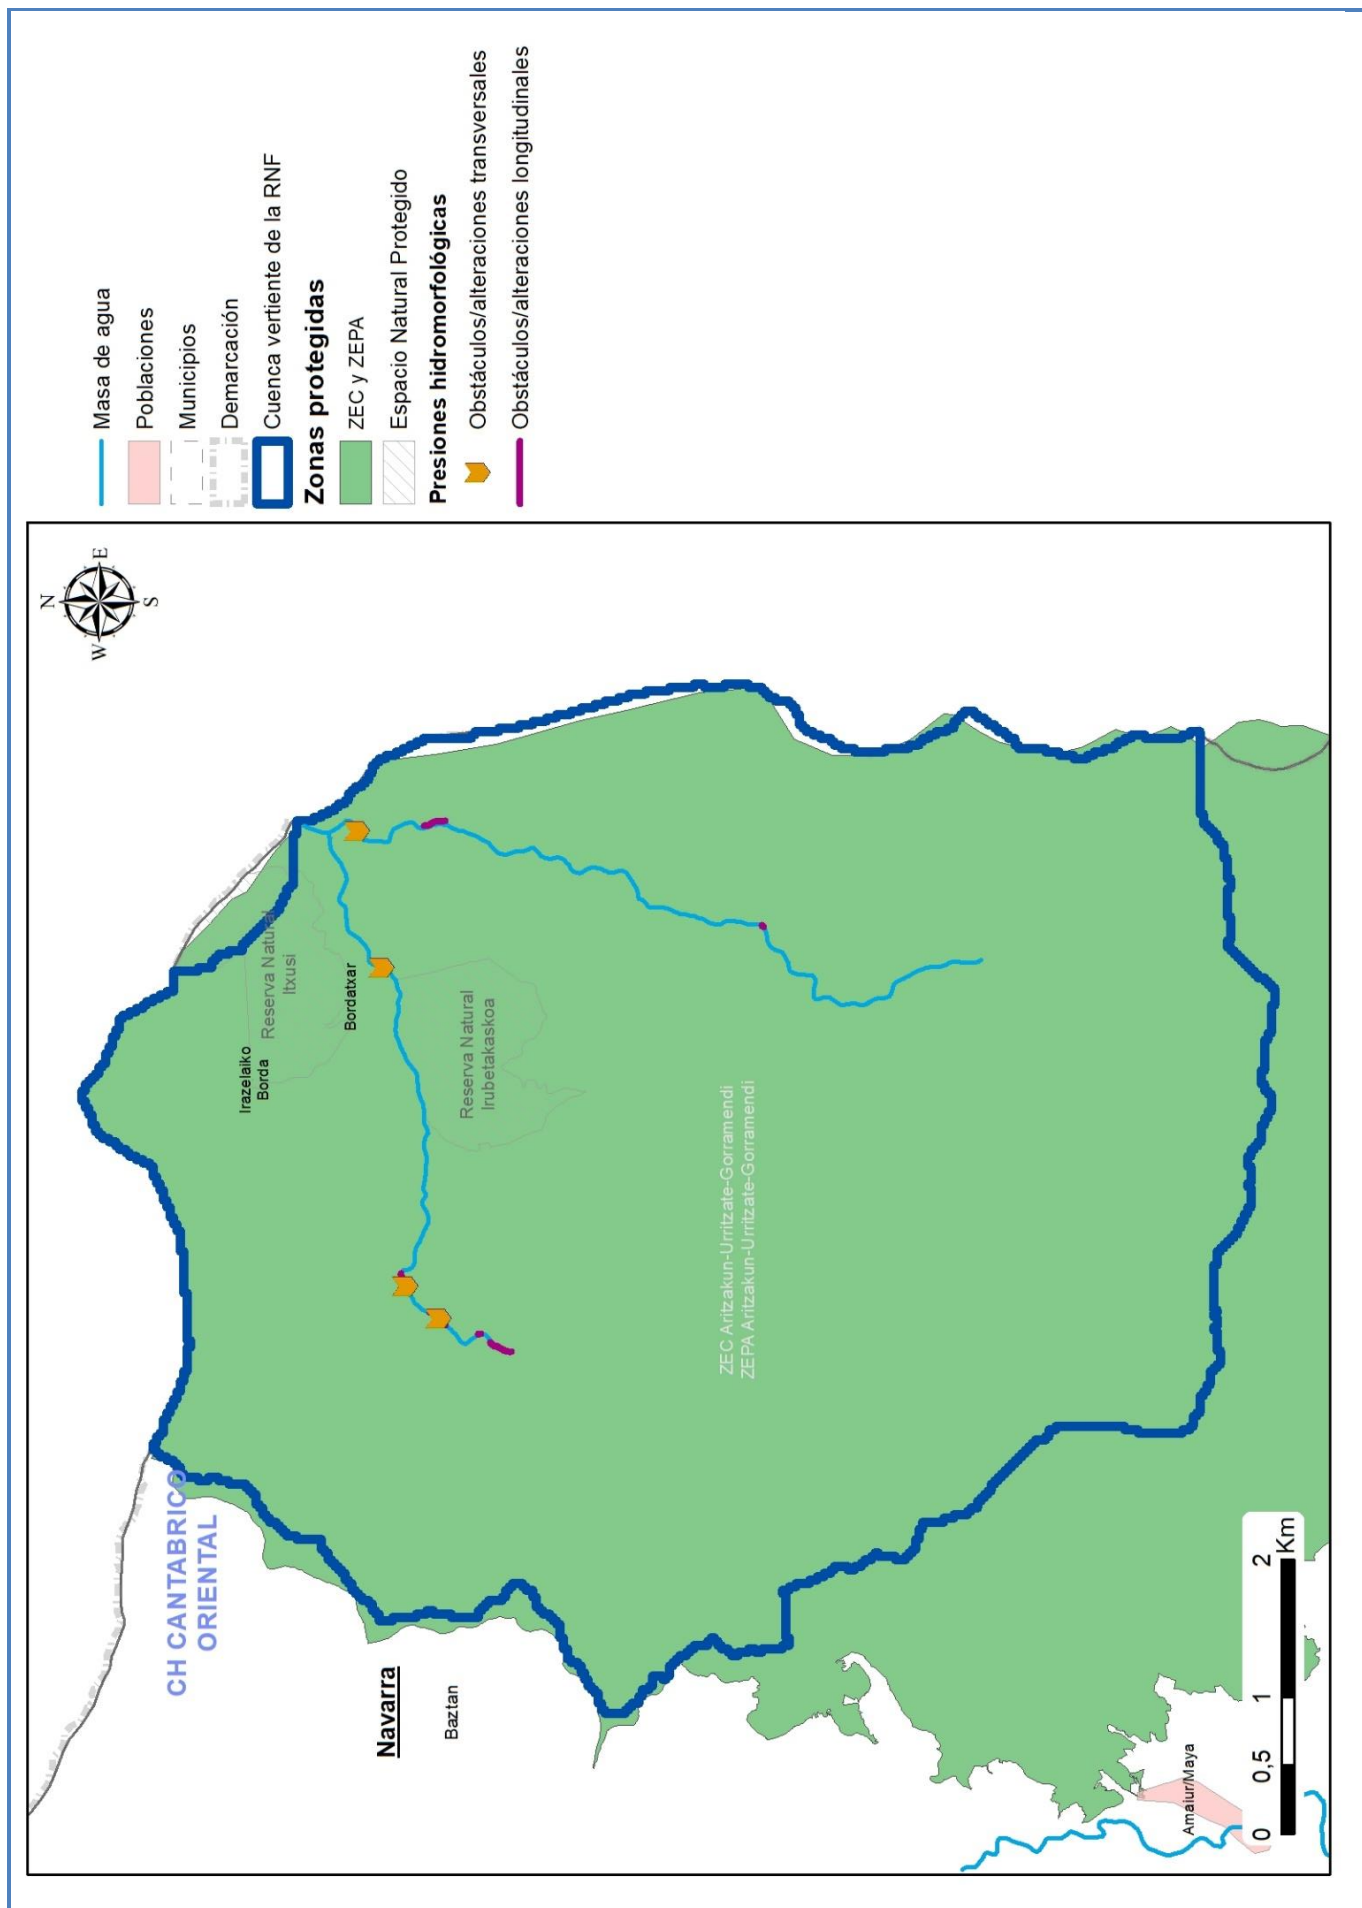 Masa de agua
Poblaciones
Municipios
Demarcación
Cuenca vertiente de la RNF
Zonas protegidas
ZEC y ZEPA
Espacio Natural Protegido
Presiones hidromorfológicas
Obstáculos/alteraciones transversales
Obstáculos/alteraciones longitudinales
N
W
E
S
CH CANTABRICO
ORIENTAL
Navarra
Baztan
Irazelaiko
Borda
Reserva Natural
Itxusi
Bordatxar
Reserva Natural
Irubetakaskoa
ZEC Aritzakun-Urritzate-Gorramendi
ZEPA Aritzakun-Urritzate-Gorramendi
Amaiur/Maya
0 0,5 1 2
Km